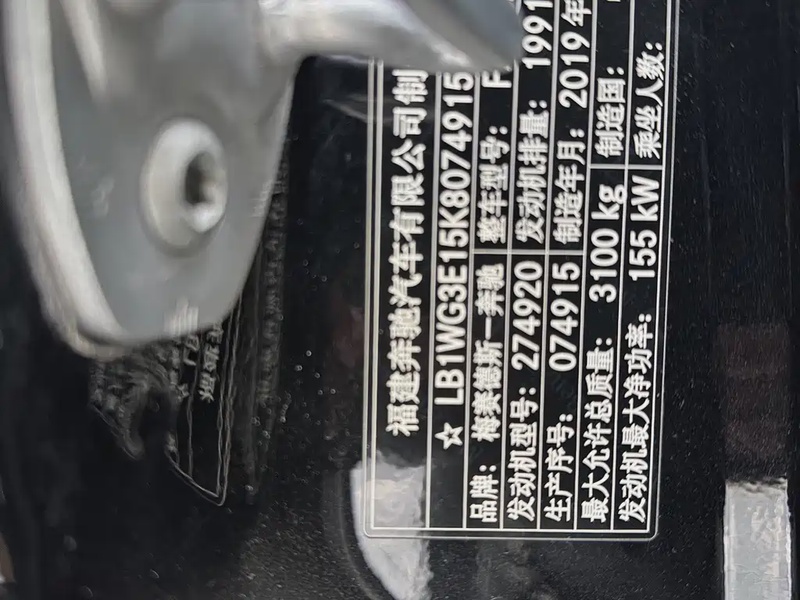 福建奔驰汽车有限公司制
☆ LB1WG3E15K8074915
品牌： 梅赛德斯-奔驰 整车型号： F
发动机型号： 274920 发动机排量： 1991
生产序号： 074915 制造年月： 2019年
最大允许总质量： 3100 kg 制造国：
发动机最大净功率： 155 kW 乘坐人数：